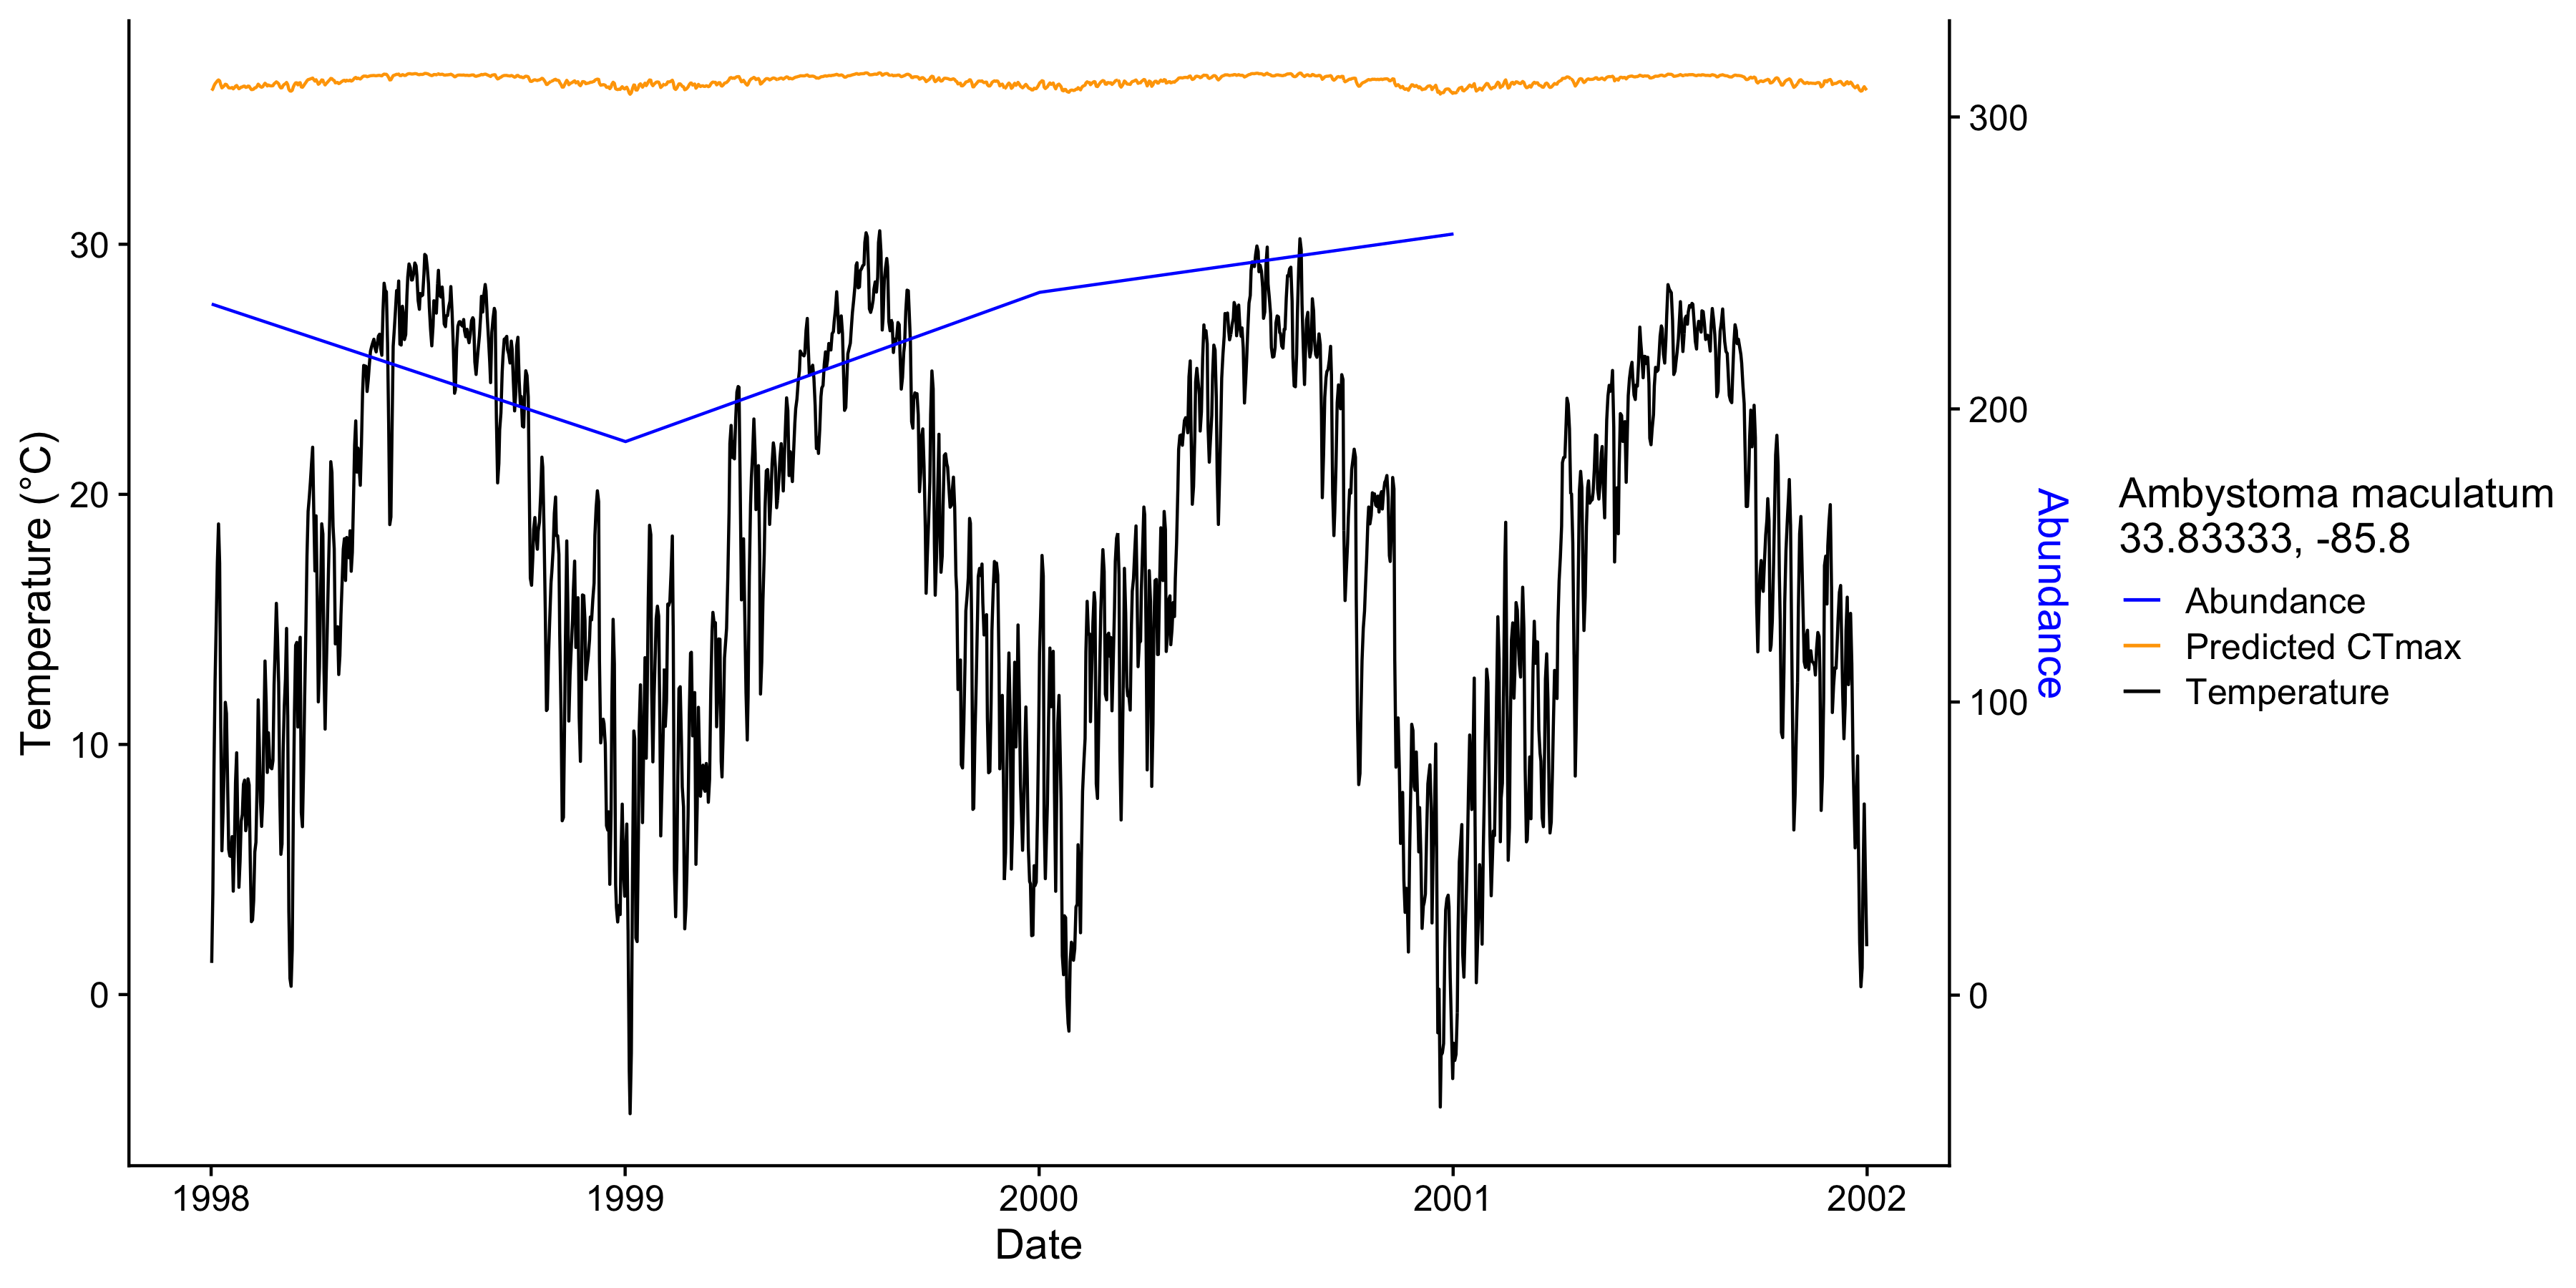 Temperature (°C)
30
20
10
0
1998
1999
2000
2001
2002
Date
300
200
100
0
Abundance
Ambystoma maculatum
33.83333, -85.8
Abundance
Predicted CTmax
Temperature